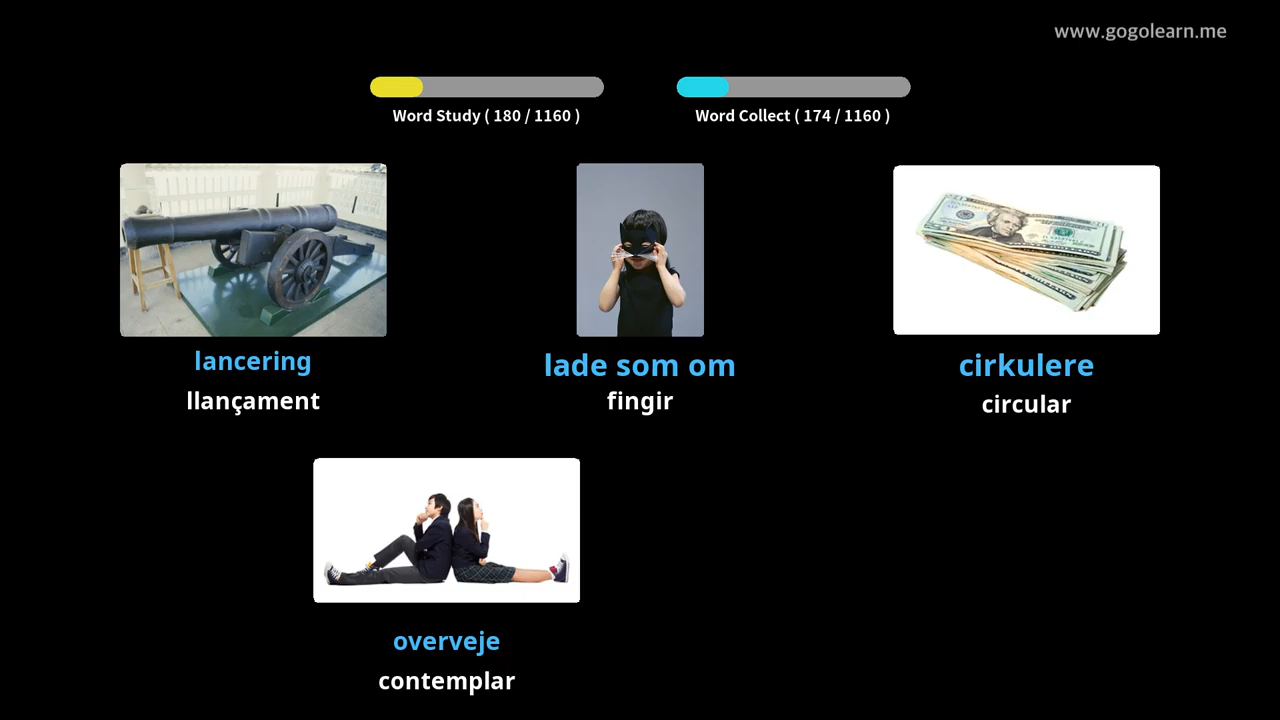 www.gogolearn.me
Word Study ( 180 / 1160 )
Word Collect ( 174 / 1160 )
lancering
llançament
lade som om
fingir
cirkulere
circular
overveje
contemplar